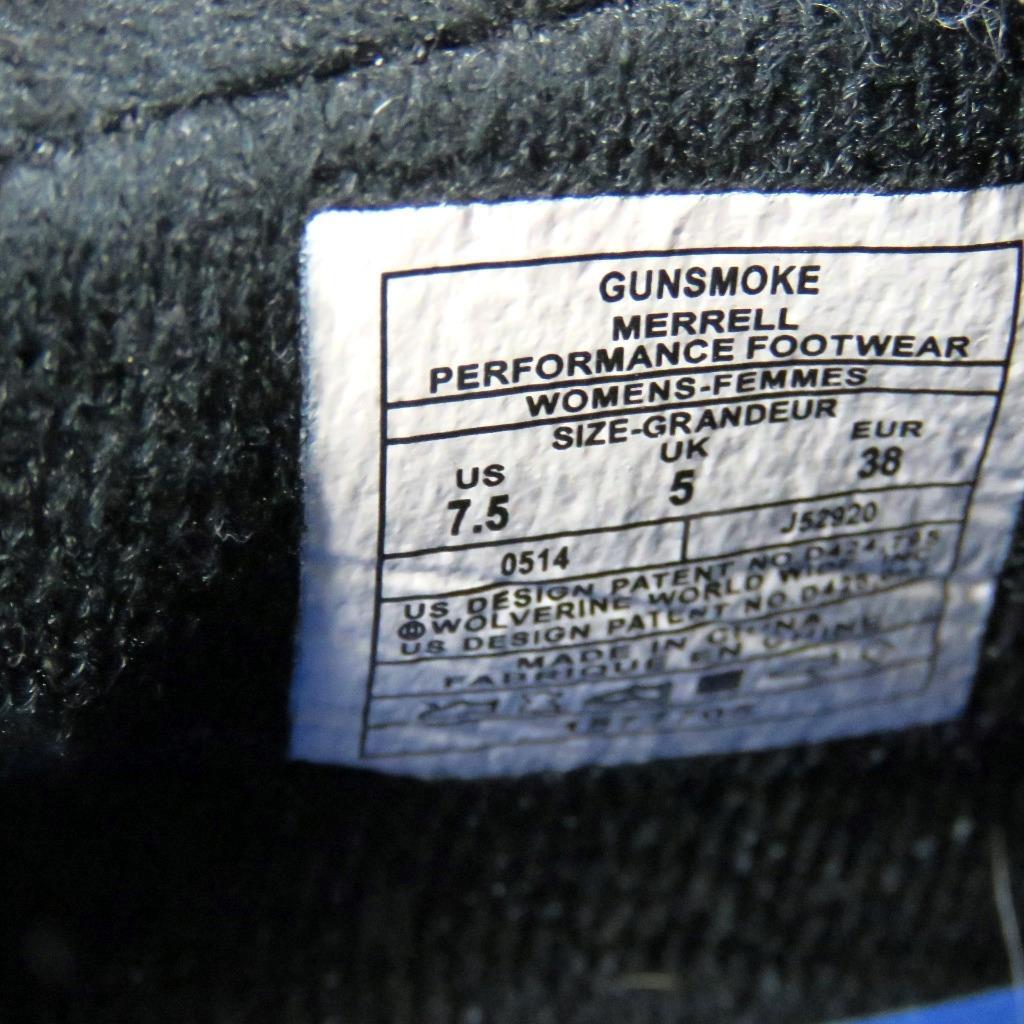 GUNSMOKE
MERRELL
PERFORMANCE FOOTWEAR
WOMENS-FEMMES
SIZE-GRANDEUR
US UK EUR
7.5 5 38
0514 J52920
US DESIGN PATENT NO.
WOLVERINE WORLD WIDE, INC.
US DESIGN PATENT NO.
MADE IN CHINA
FABRIQUE EN CHINE